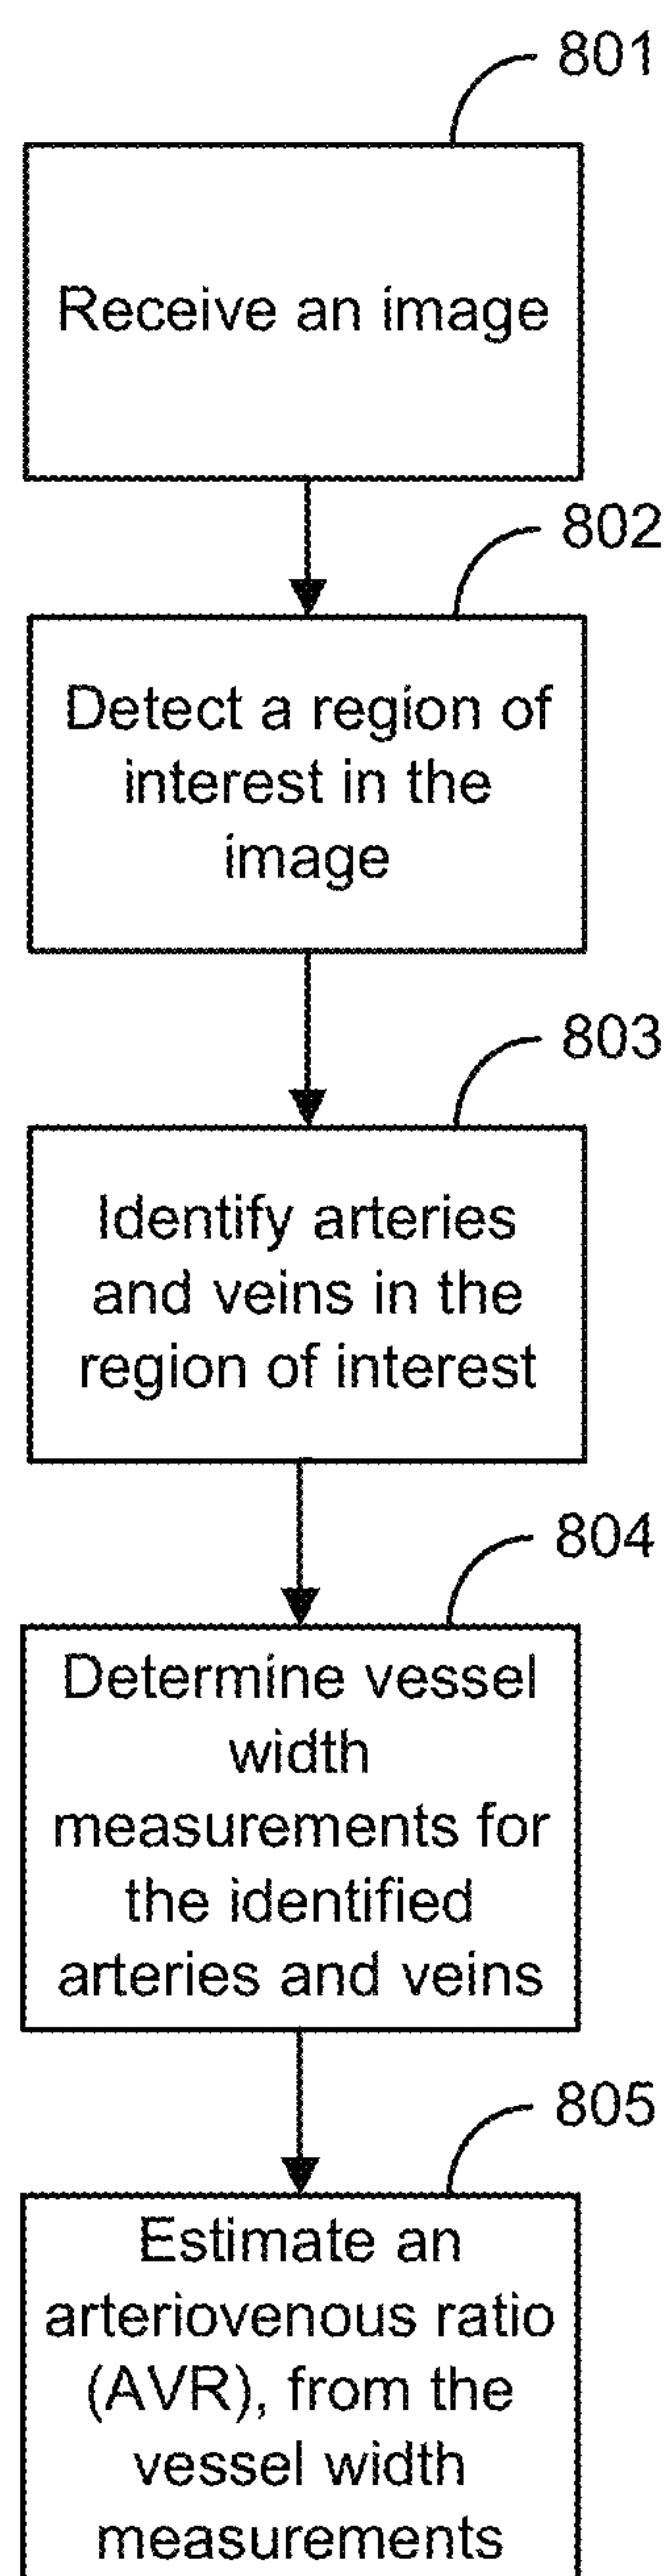 801
Receive an image
802
Detect a region of
interest in the
image
803
Identify arteries
and veins in the
region of interest
804
Determine vessel
width
measurements for
the identified
arteries and veins
805
Estimate an
arteriovenous ratio
(AVR), from the
vessel width
measurements